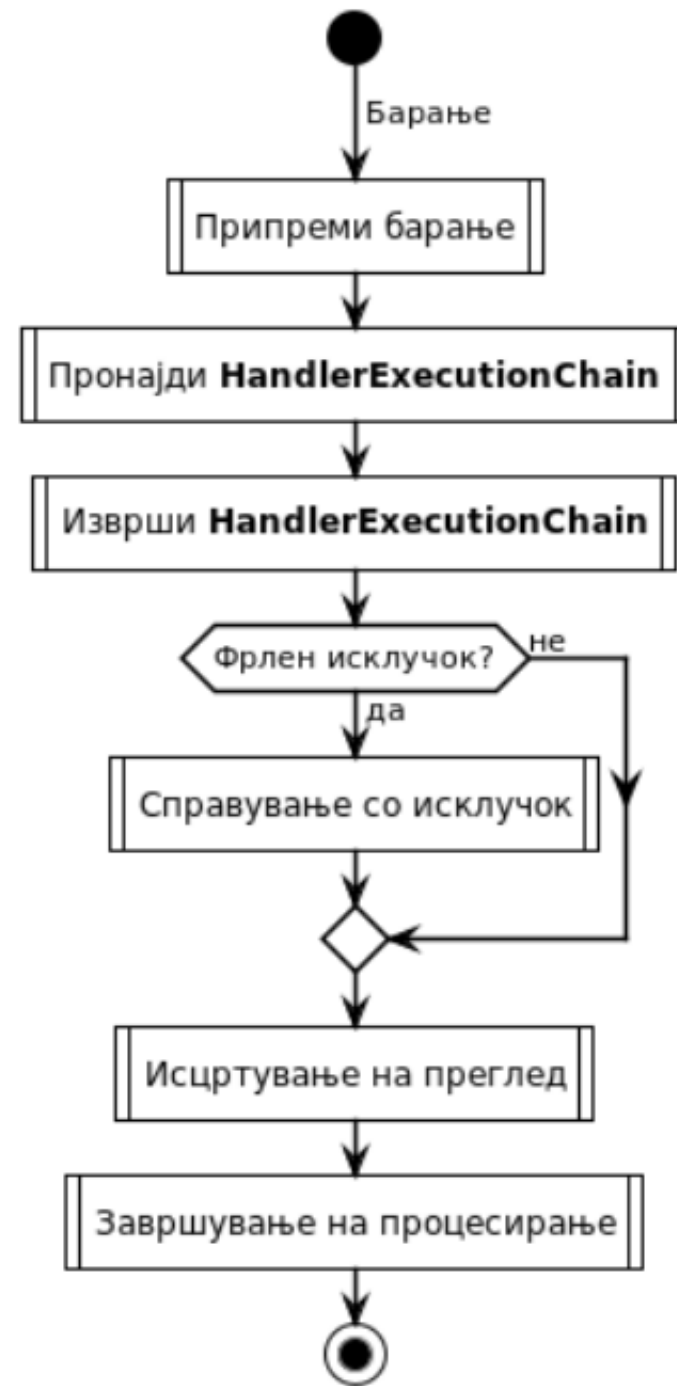 Барање
Припреми барање
Пронајди HandlerExecutionChain
Изврши HandlerExecutionChain
Фрлен исклучок?
не
да
Справување со исклучок
Исцртување на преглед
Завршување на процесирање